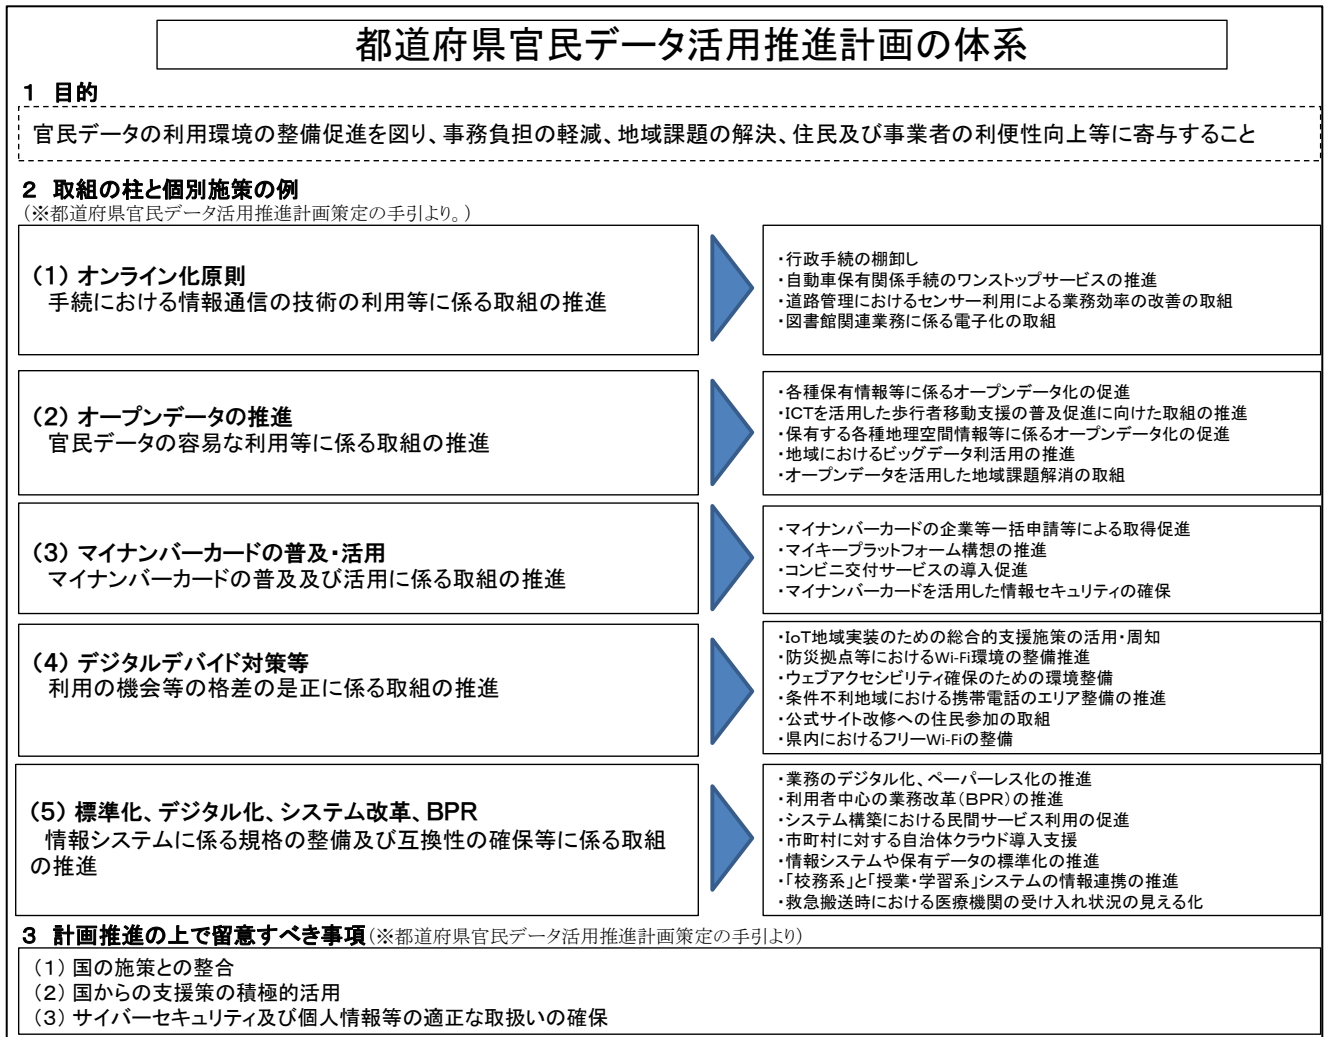 都道府県官民データ活用推進計画の体系
1 目的
官民データの利用環境の整備促進を図り、事務負担の軽減、地域課題の解決、住民及び事業者の利便性向上等に寄与すること
2 取組の柱と個別施策の例
(※都道府県官民データ活用推進計画策定の手引より。)
(1) オンライン化原則
手続における情報通信の技術の利用等に係る取組の推進
・行政手続の棚卸し
・自動車保有関係手続のワンストップサービスの推進
・道路管理におけるセンサー利用による業務効率の改善の取組
・図書館関連業務に係る電子化の取組
(2) オープンデータの推進
官民データの容易な利用等に係る取組の推進
・各種保有情報等に係るオープンデータ化の促進
・ICTを活用した歩行者移動支援の普及促進に向けた取組の推進
・保有する各種地理空間情報等に係るオープンデータ化の促進
・地域におけるビッグデータ利活用の推進
・オープンデータを活用した地域課題解消の取組
(3) マイナンバーカードの普及・活用
マイナンバーカードの普及及び活用に係る取組の推進
・マイナンバーカードの企業等一括申請等による取得促進
・マイキープラットフォーム構想の推進
・コンビニ交付サービスの導入促進
・マイナンバーカードを活用した情報セキュリティの確保
(4) デジタルデバイド対策等
利用の機会等の格差の是正に係る取組の推進
・IoT地域実装のための総合的支援施策の活用・周知
・防災拠点等におけるWi-Fi環境の整備推進
・ウェブアクセシビリティ確保のための環境整備
・条件不利地域における携帯電話のエリア整備の推進
・公式サイト改修への住民参加の取組
・県内におけるフリーWi-Fiの整備
(5) 標準化、デジタル化、システム改革、BPR
情報システムに係る規格の整備及び互換性の確保等に係る取組
の推進
・業務のデジタル化、ペーパーレス化の推進
・利用者中心の業務改革(BPR)の推進
・システム構築における民間サービス利用の促進
・市町村に対する自治体クラウド導入支援
・情報システムや保有データの標準化の推進
・「校務系」と「授業・学習系」システムの情報連携の推進
・救急搬送時における医療機関の受け入れ状況の見える化
3 計画推進の上で留意すべき事項(※都道府県官民データ活用推進計画策定の手引より)
(1) 国の施策との整合
(2) 国からの支援策の積極的活用
(3) サイバーセキュリティ及び個人情報等の適正な取扱いの確保